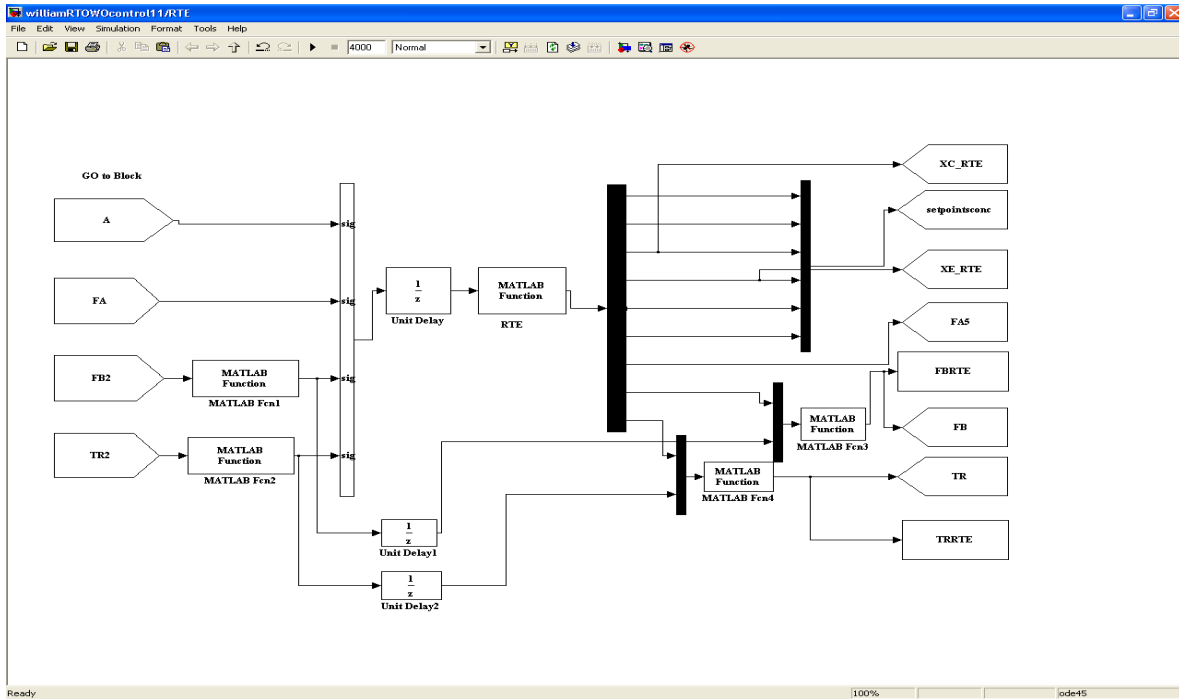 williamRTOWOcontrol11/RTE
File Edit View Simulation Format Tools Help
4000 Normal
GO to Block
A
FA
FB2
TR2
MATLAB
Function
MATLAB Fcn1
MATLAB
Function
MATLAB Fcn2
sig
sig
sig
sig
1
z
Unit Delay
MATLAB
Function
RTE
1
z
Unit Delay1
1
z
Unit Delay2
MATLAB
Function
MATLAB Fcn3
MATLAB
Function
MATLAB Fcn4
XC_RTE
setpointsconc
XE_RTE
FA5
FBRTE
FB
TR
TRRTE
Ready 100% ode45